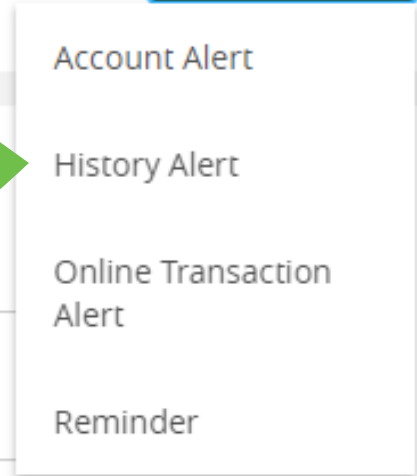 Account Alert
History Alert
Online Transaction
Alert
Reminder